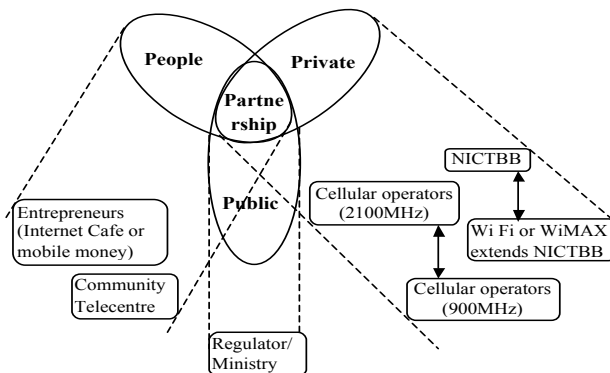 People
Private
Partne
rship
Public
NICTBB
Cellular operators
(2100MHz)
Wi Fi or WiMAX
extends NICTBB
Entrepreneurs
(Internet Cafe or
mobile money)
Community
Telecentre
Cellular operators
(900MHz)
Regulator/
Ministry